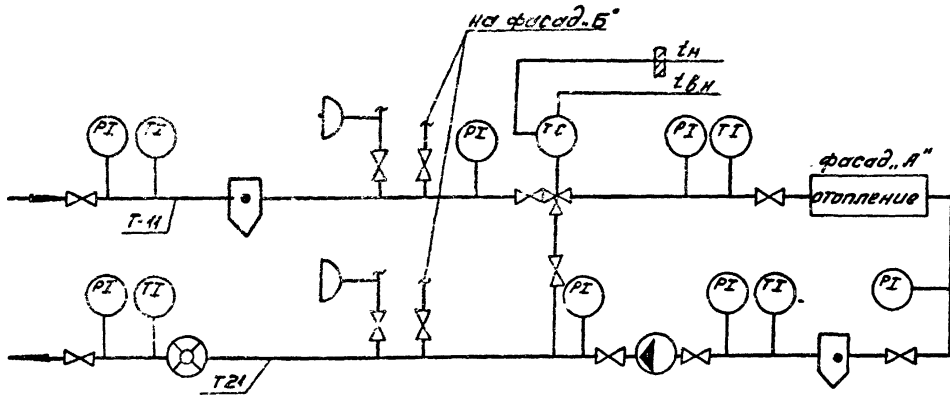 на фасад „Б"
tн
tвн
PI
TI
PI
TC
PI
TI
фасад „А"
отопление
Т-11
PI
TI
PI
PI
TI
PI
Т21